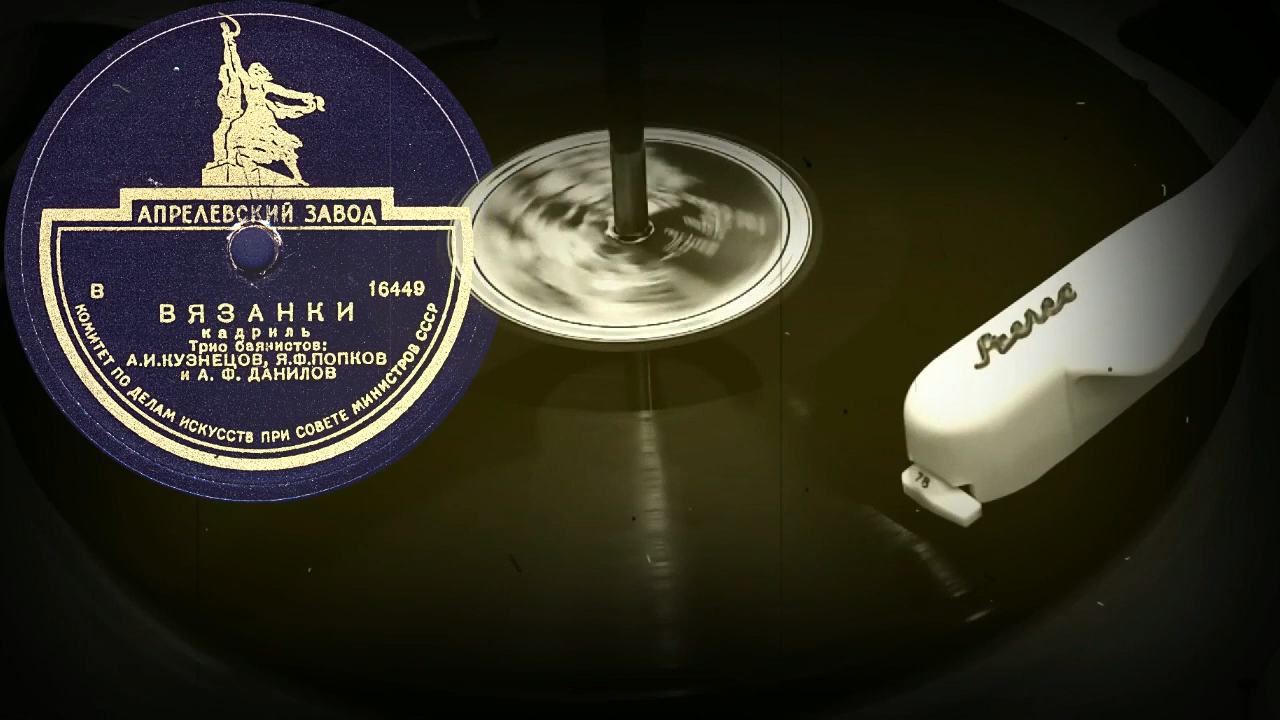 АПРЕЛЕВСКИЙ ЗАВОД
В 16449
ВЯЗАНКИ
кадриль
Трио баянистов:
А.И.КУЗНЕЦОВ, Я.Ф.ПОПКОВ
и А. Ф. ДАНИЛОВ
КОМИТЕТ ПО ДЕЛАМ ИСКУССТВ ПРИ СОВЕТЕ МИНИСТРОВ СССР
78